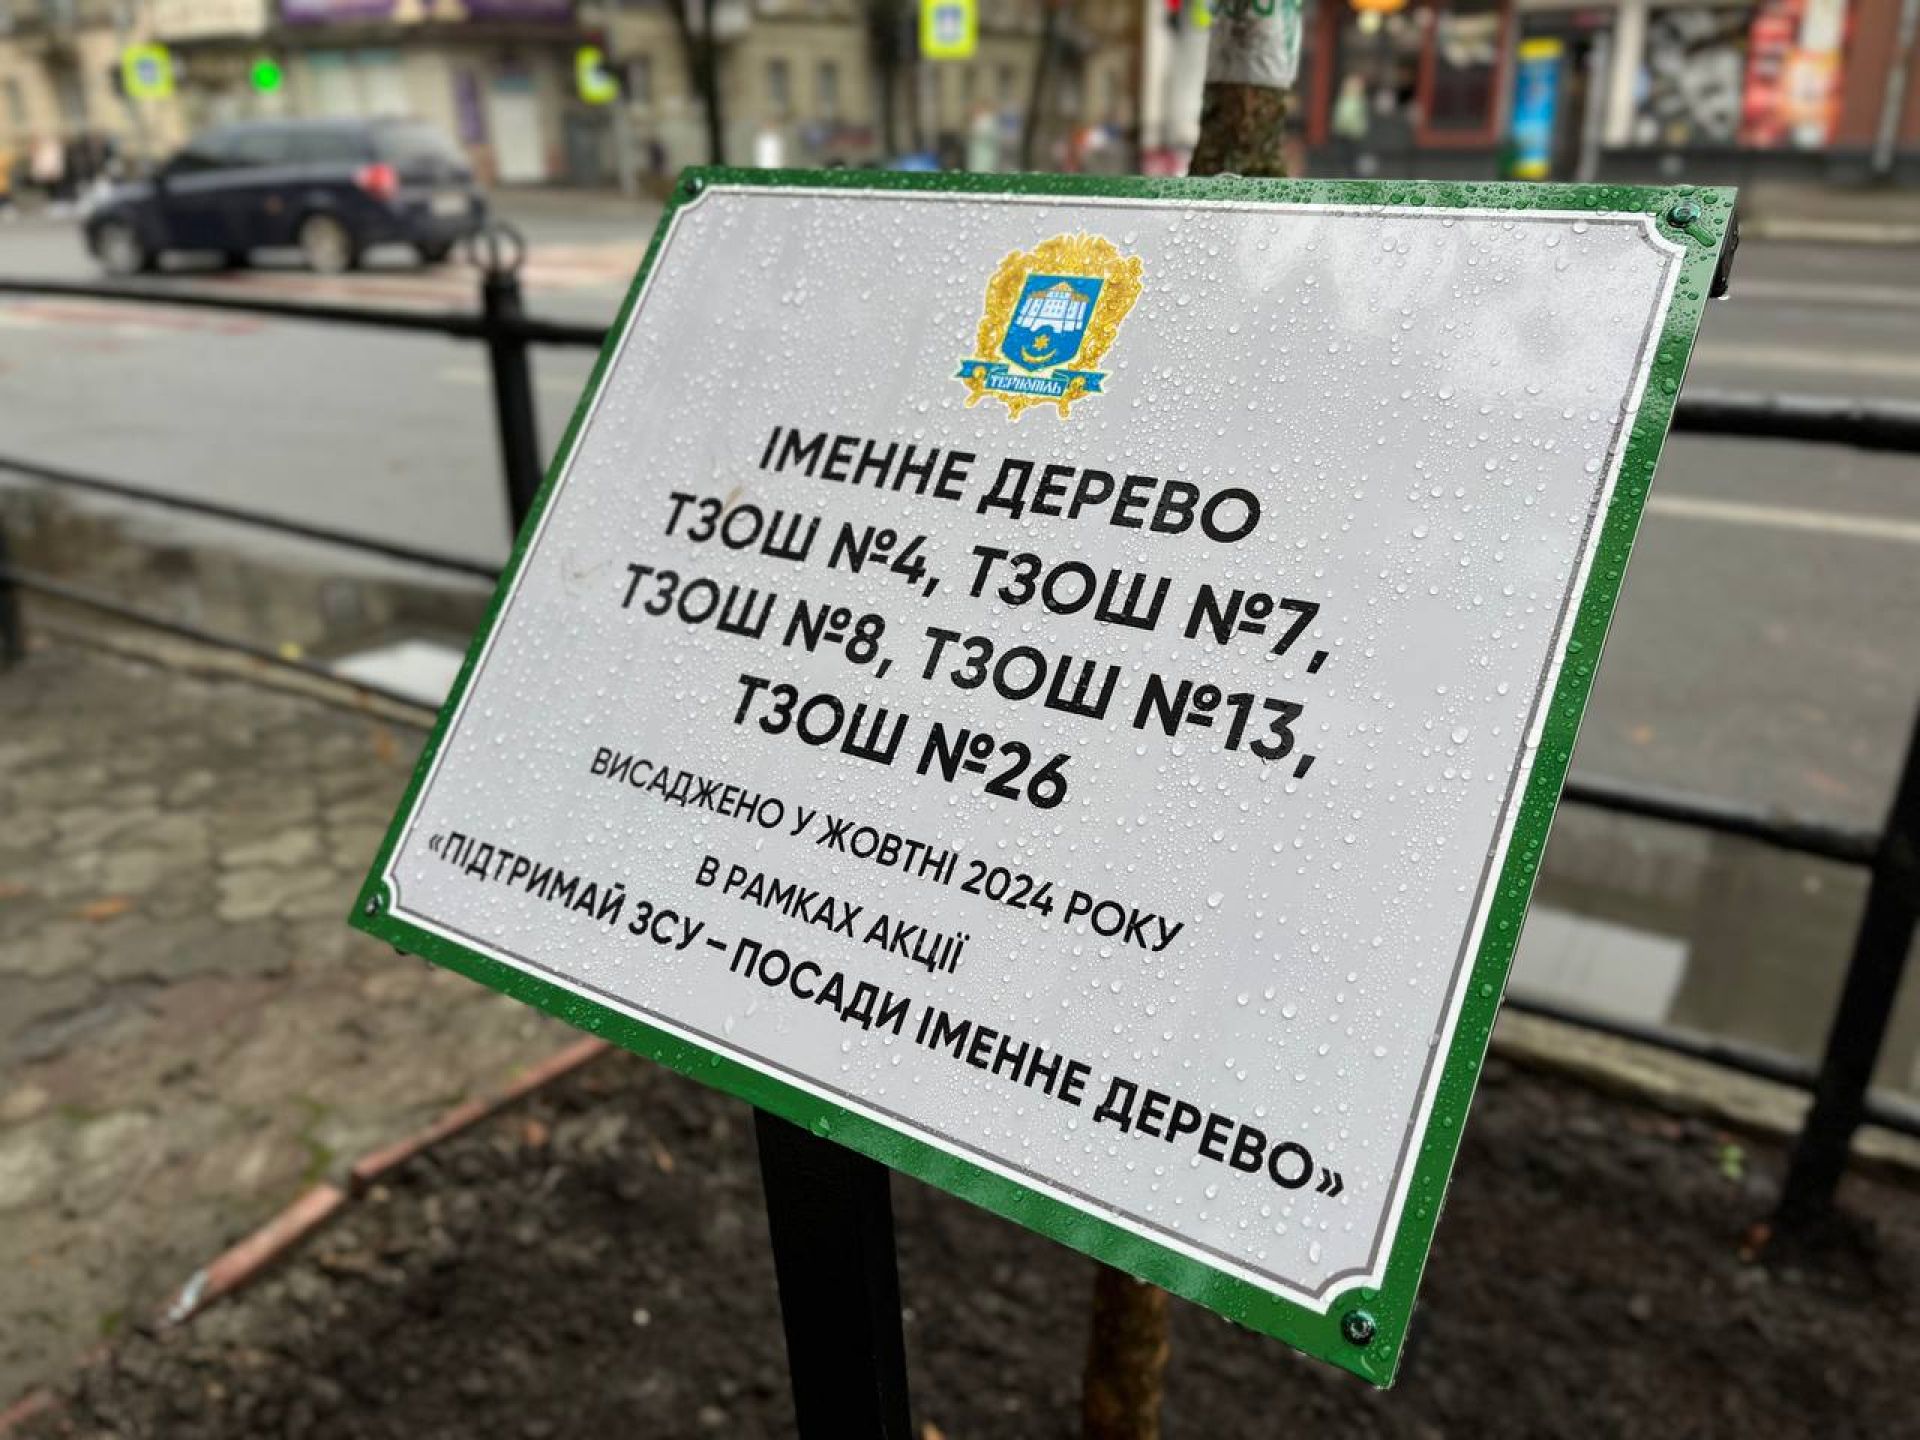 ТЕРНОПІЛЬ
ІМЕННЕ ДЕРЕВО
ТЗОШ №4, ТЗОШ №7,
ТЗОШ №8, ТЗОШ №13,
ТЗОШ №26
ВИСАДЖЕНО У ЖОВТНІ 2024 РОКУ
В РАМКАХ АКЦІЇ
«ПІДТРИМАЙ ЗСУ – ПОСАДИ ІМЕННЕ ДЕРЕВО»